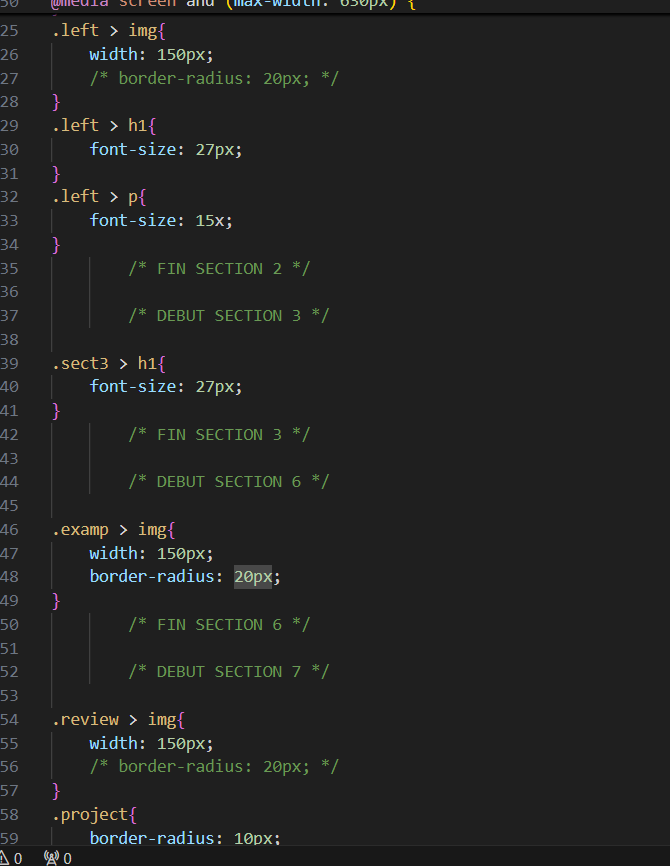 50 @media screen and (max-width: 630px) {
25 .left > img{
26 width: 150px;
27 /* border-radius: 20px; */
28 }
29 .left > h1{
30 font-size: 27px;
31 }
32 .left > p{
33 font-size: 15x;
34 }
35 /* FIN SECTION 2 */
36
37 /* DEBUT SECTION 3 */
38
39 .sect3 > h1{
40 font-size: 27px;
41 }
42 /* FIN SECTION 3 */
43
44 /* DEBUT SECTION 6 */
45
46 .examp > img{
47 width: 150px;
48 border-radius: 20px;
49 }
50 /* FIN SECTION 6 */
51
52 /* DEBUT SECTION 7 */
53
54 .review > img{
55 width: 150px;
56 /* border-radius: 20px; */
57 }
58 .project{
59 border-radius: 10px;
0 0